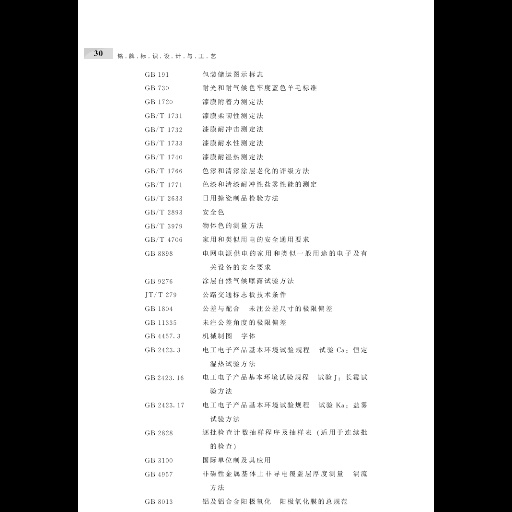 30 铭.牌.标.识.设.计.与.工.艺
GB 191 包装储运图示标志
GB 730 耐光和耐气候色牢度蓝色羊毛标准
GB 1720 漆膜附着力测定法
GB/T 1731 漆膜柔韧性测定法
GB/T 1732 漆膜耐冲击测定法
GB/T 1733 漆膜耐水性测定法
GB/T 1740 漆膜耐湿热测定法
GB/T 1766 色漆和清漆涂层老化的评级方法
GB/T 1771 色漆和清漆耐中性盐雾性能的测定
GB/T 2633 日用搪瓷制品检验方法
GB/T 2893 安全色
GB/T 3979 物体色的测量方法
GB/T 4706 家用和类似用电的安全通用要求
GB 8898 电网电源供电的家用和类似一般用途的电子及有
关设备的安全要求
GB 9276 涂层自然气候曝露试验方法
JT/T 279 公路交通标志板技术条件
GB 1804 公差与配合 未注公差尺寸的极限偏差
GB 11335 未注公差角度的极限偏差
GB 4457.3 机械制图 字体
GB 2423.3 电工电子产品基本环境试验规程 试验 Ca：恒定
湿热试验方法
GB 2423.16 电工电子产品基本环境试验规程 试验 J：长霉试
验方法
GB 2423.17 电工电子产品基本环境试验规程 试验 Ka：盐雾
试验方法
GB 2828 逐批检查计数抽样程序及抽样表（适用于连续批
的检查）
GB 3100 国际单位制及其应用
GB 4957 非磁性金属基体上非导电覆盖层厚度测量 涡流
方法
GB 8013 铝及铝合金阳极氧化 阳极氧化膜的总规范